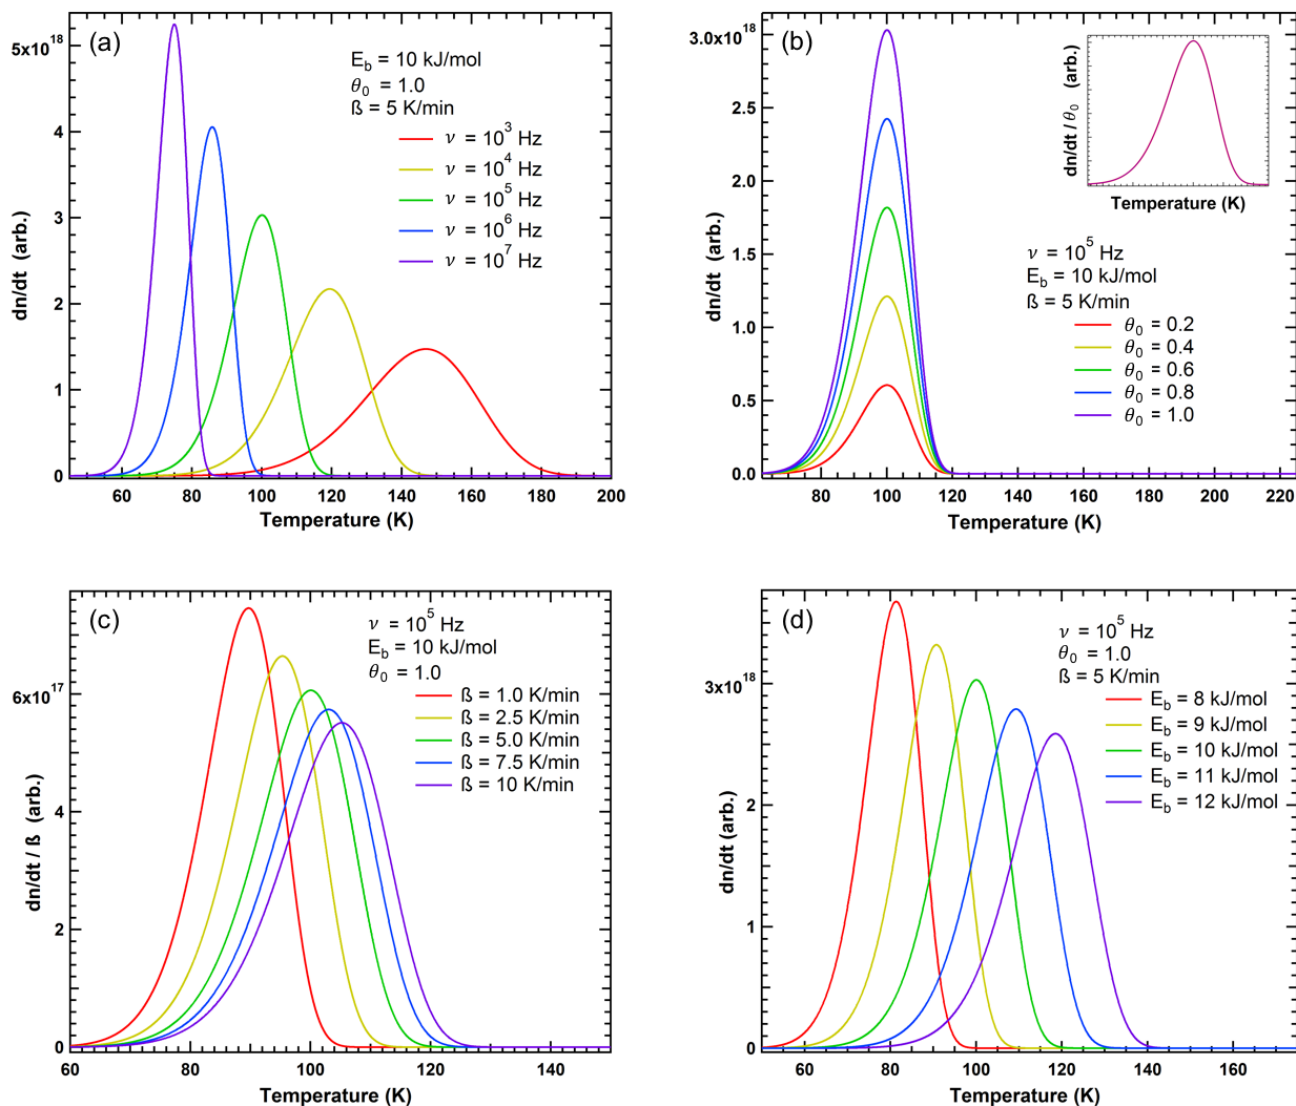 (a)
E_b = 10 kJ/mol
θ_0 = 1.0
ß = 5 K/min
ν = 10^3 Hz
ν = 10^4 Hz
ν = 10^5 Hz
ν = 10^6 Hz
ν = 10^7 Hz
5x10^18
4
3
2
1
0
dn/dt (arb.)
60 80 100 120 140 160 180 200
Temperature (K)
(b)
3.0x10^18
2.5
2.0
1.5
1.0
0.5
0.0
dn/dt (arb.)
dn/dt / θ_0 (arb.)
Temperature (K)
ν = 10^5 Hz
E_b = 10 kJ/mol
ß = 5 K/min
θ_0 = 0.2
θ_0 = 0.4
θ_0 = 0.6
θ_0 = 0.8
θ_0 = 1.0
80 100 120 140 160 180 200 220
Temperature (K)
(c)
ν = 10^5 Hz
E_b = 10 kJ/mol
θ_0 = 1.0
ß = 1.0 K/min
ß = 2.5 K/min
ß = 5.0 K/min
ß = 7.5 K/min
ß = 10 K/min
6x10^17
4
2
0
dn/dt / ß (arb.)
60 80 100 120 140
Temperature (K)
(d)
ν = 10^5 Hz
θ_0 = 1.0
ß = 5 K/min
E_b = 8 kJ/mol
E_b = 9 kJ/mol
E_b = 10 kJ/mol
E_b = 11 kJ/mol
E_b = 12 kJ/mol
3x10^18
2
1
0
dn/dt (arb.)
60 80 100 120 140 160
Temperature (K)